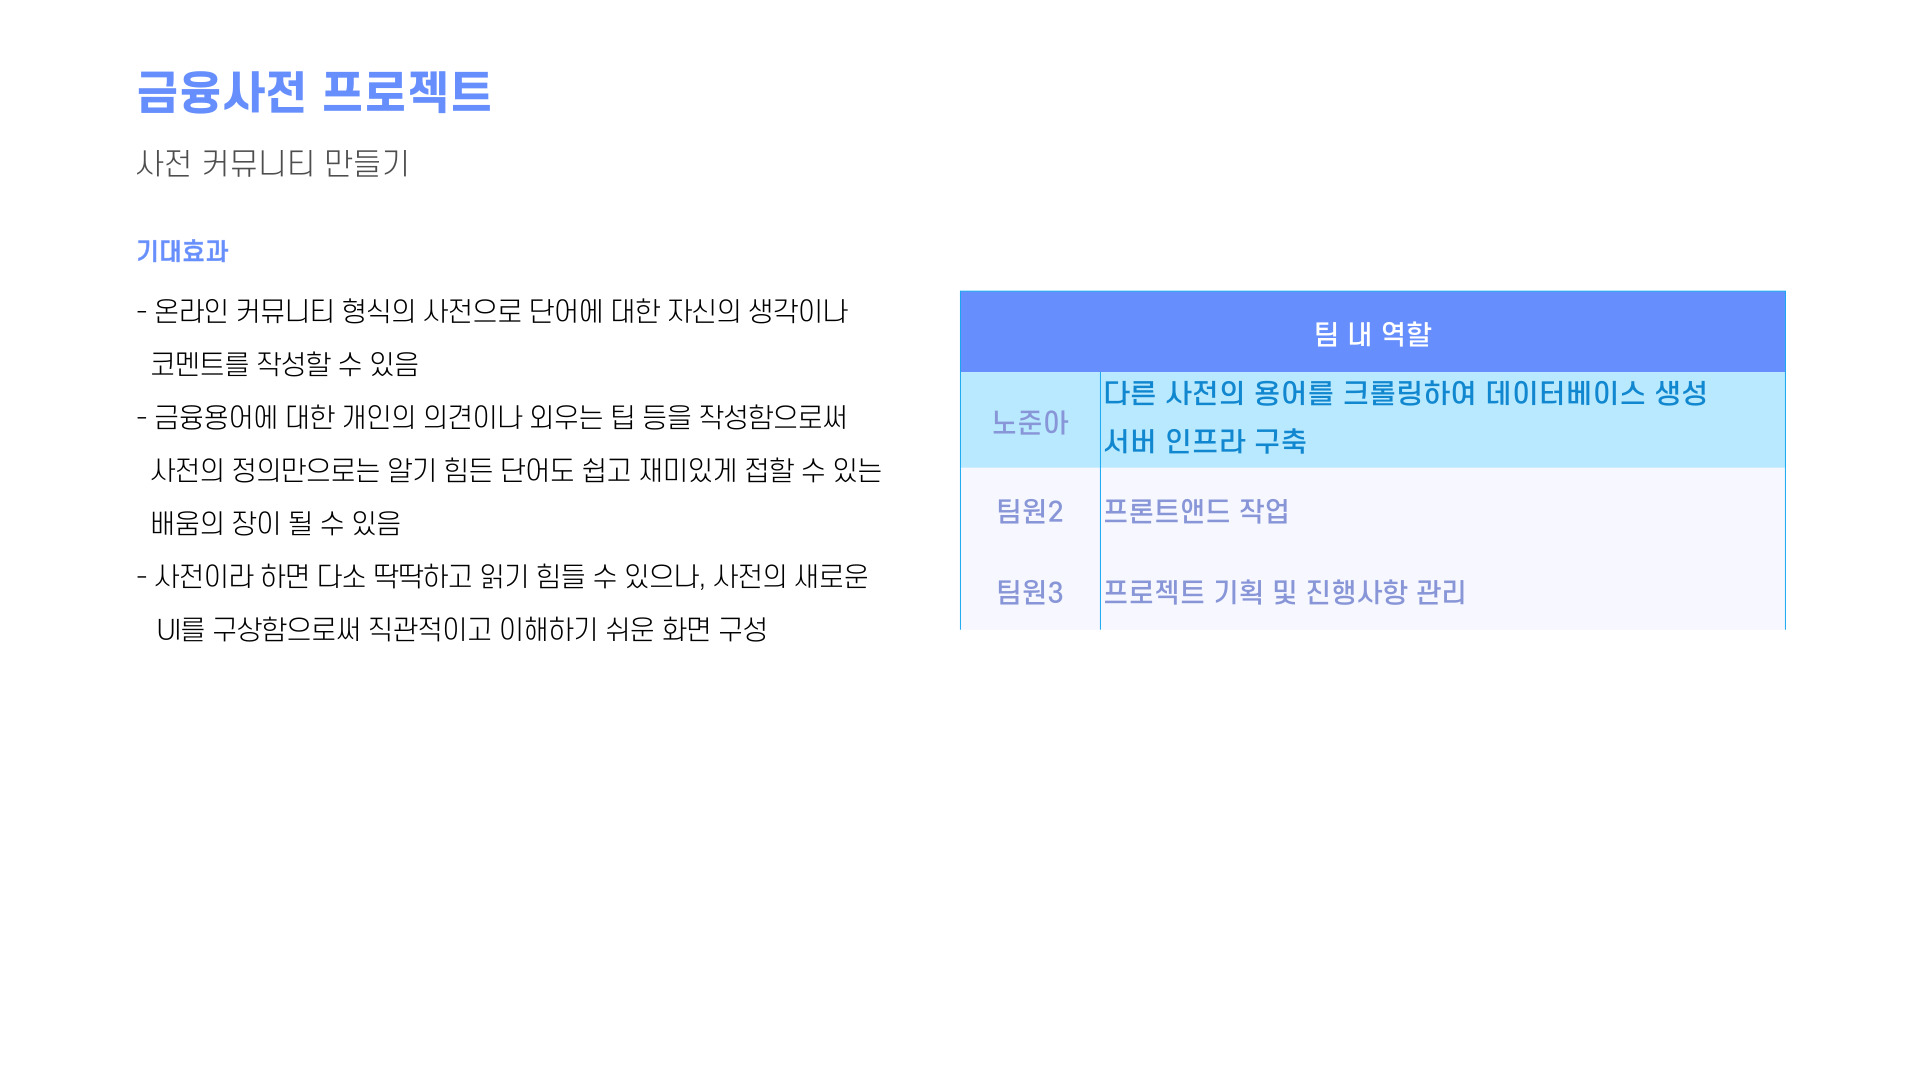 금융사전 프로젝트
사전 커뮤니티 만들기
기대효과
- 온라인 커뮤니티 형식의 사전으로 단어에 대한 자신의 생각이나
코멘트를 작성할 수 있음
- 금융용어에 대한 개인의 의견이나 외우는 팁 등을 작성함으로써
사전의 정의만으로는 알기 힘든 단어도 쉽고 재미있게 접할 수 있는
배움의 장이 될 수 있음
- 사전이라 하면 다소 딱딱하고 읽기 힘들 수 있으나, 사전의 새로운
UI를 구상함으로써 직관적이고 이해하기 쉬운 화면 구성
팀 내 역할
노준아
다른 사전의 용어를 크롤링하여 데이터베이스 생성
서버 인프라 구축
팀원2 프론트앤드 작업
팀원3 프로젝트 기획 및 진행사항 관리